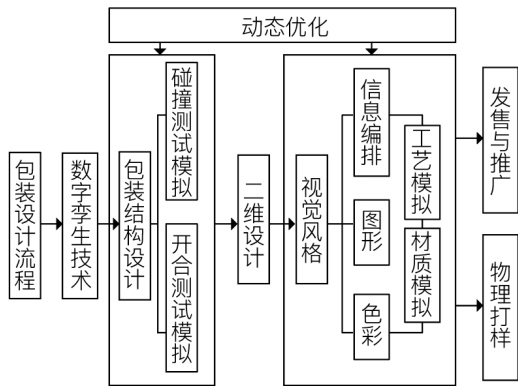 动态优化
包装设计流程
数字孪生技术
包装结构设计
碰撞测试模拟
开合测试模拟
二维设计
视觉风格
信息编排
图形
色彩
工艺模拟
材质模拟
发售与推广
物理打样